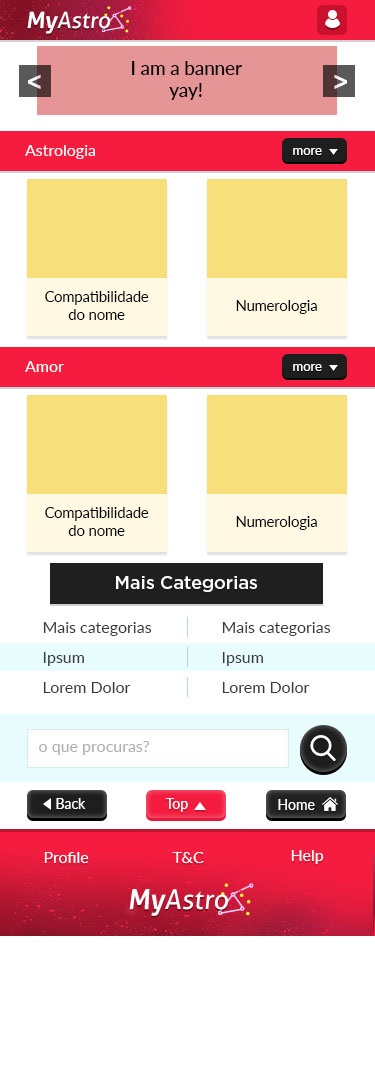 MyAstro
I am a banner
yay!
< >
Astrologia more
Compatibilidade
do nome
Numerologia
Amor more
Compatibilidade
do nome
Numerologia
Mais Categorias
Mais categorias Mais categorias
Ipsum Ipsum
Lorem Dolor Lorem Dolor
o que procuras?
Back Top Home
Profile T&C Help
MyAstro